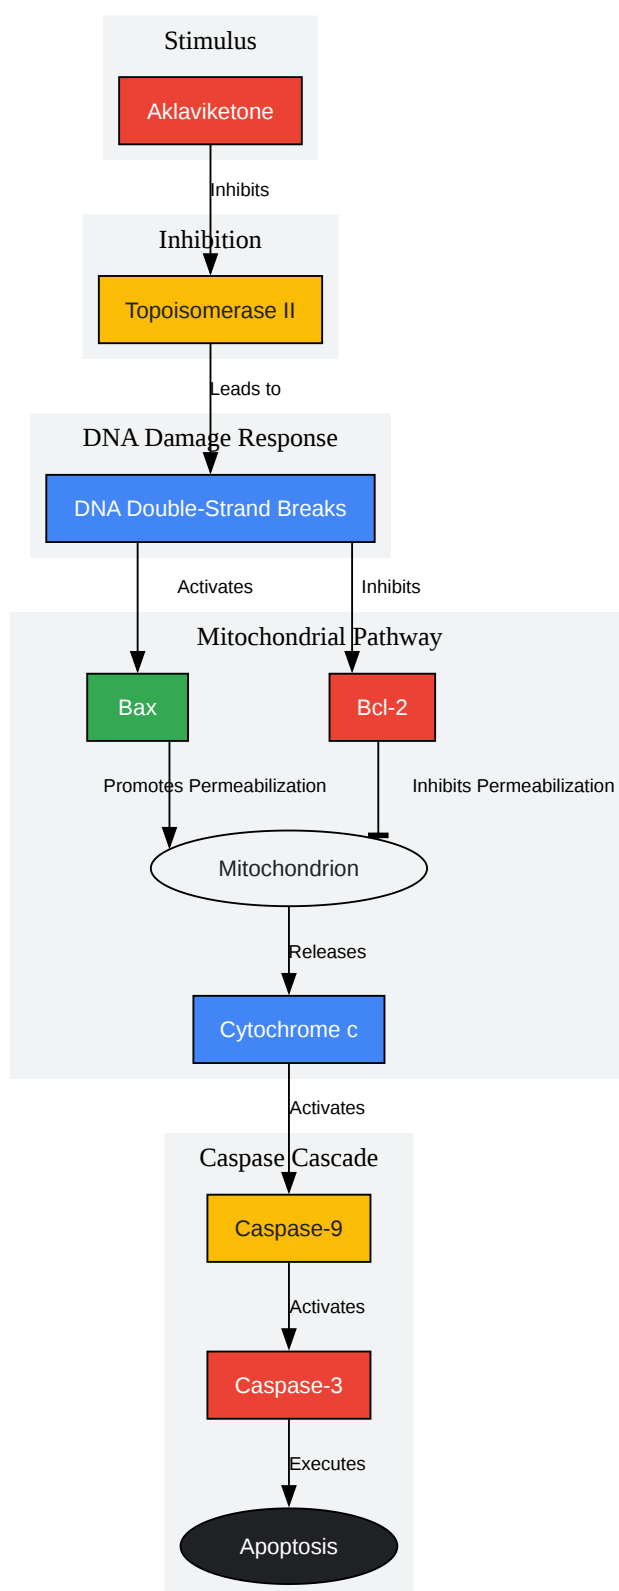 Stimulus
Aklaviketone
Inhibits
Inhibition
Topoisomerase II
Leads to
DNA Damage Response
DNA Double-Strand Breaks
Activates
Inhibits
Mitochondrial Pathway
Bax
Bcl-2
Promotes Permeabilization
Inhibits Permeabilization
Mitochondrion
Releases
Cytochrome c
Activates
Caspase Cascade
Caspase-9
Activates
Caspase-3
Executes
Apoptosis